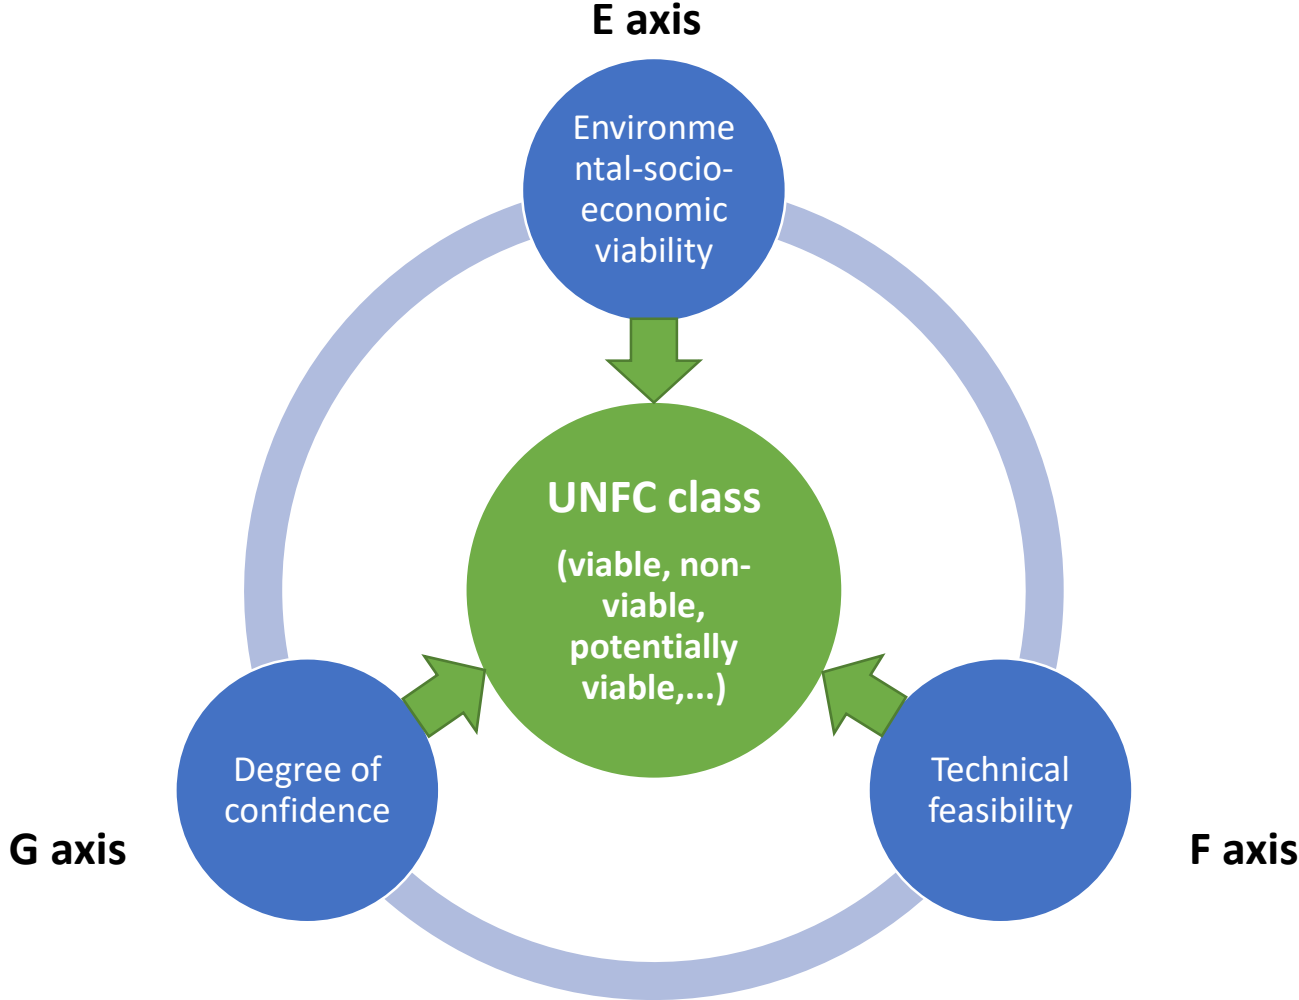 E axis
Environme
ntal-socio-
economic
viability
UNFC class
(viable, non-
viable,
potentially
viable,...)
Degree of
confidence
Technical
feasibility
G axis
F axis